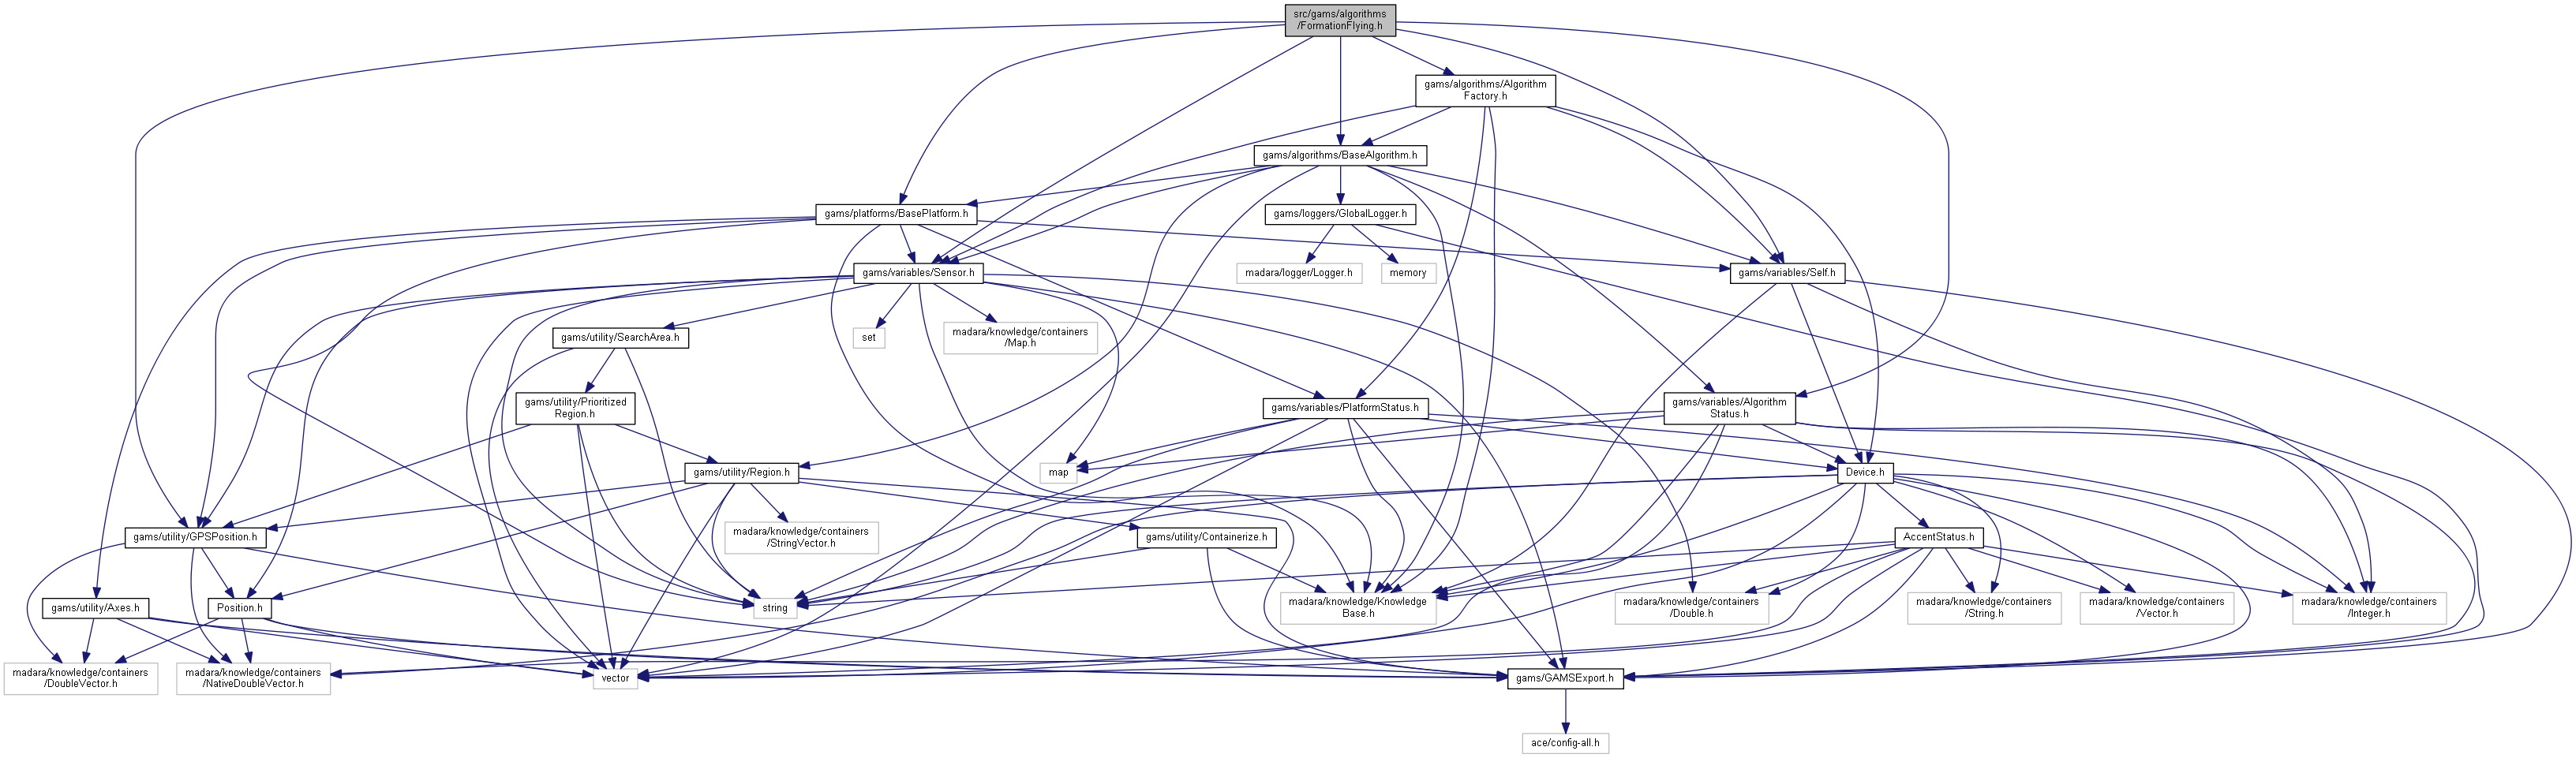 src/gams/algorithms
/FormationFlying.h
gams/algorithms/Algorithm
Factory.h
gams/algorithms/BaseAlgorithm.h
gams/platforms/BasePlatform.h
gams/loggers/GlobalLogger.h
gams/variables/Sensor.h
madara/logger/Logger.h
memory
gams/variables/Self.h
set
madara/knowledge/containers
/Map.h
gams/utility/SearchArea.h
gams/utility/Prioritized
Region.h
gams/variables/PlatformStatus.h
gams/variables/Algorithm
Status.h
gams/utility/Region.h
map
Device.h
gams/utility/GPSPosition.h
madara/knowledge/containers
/StringVector.h
gams/utility/Containerize.h
AccentStatus.h
gams/utility/Axes.h
Position.h
string
madara/knowledge/Knowledge
Base.h
madara/knowledge/containers
/Double.h
madara/knowledge/containers
/String.h
madara/knowledge/containers
/Vector.h
madara/knowledge/containers
/Integer.h
madara/knowledge/containers
/DoubleVector.h
madara/knowledge/containers
/NativeDoubleVector.h
vector
gams/GAMSExport.h
ace/config-all.h